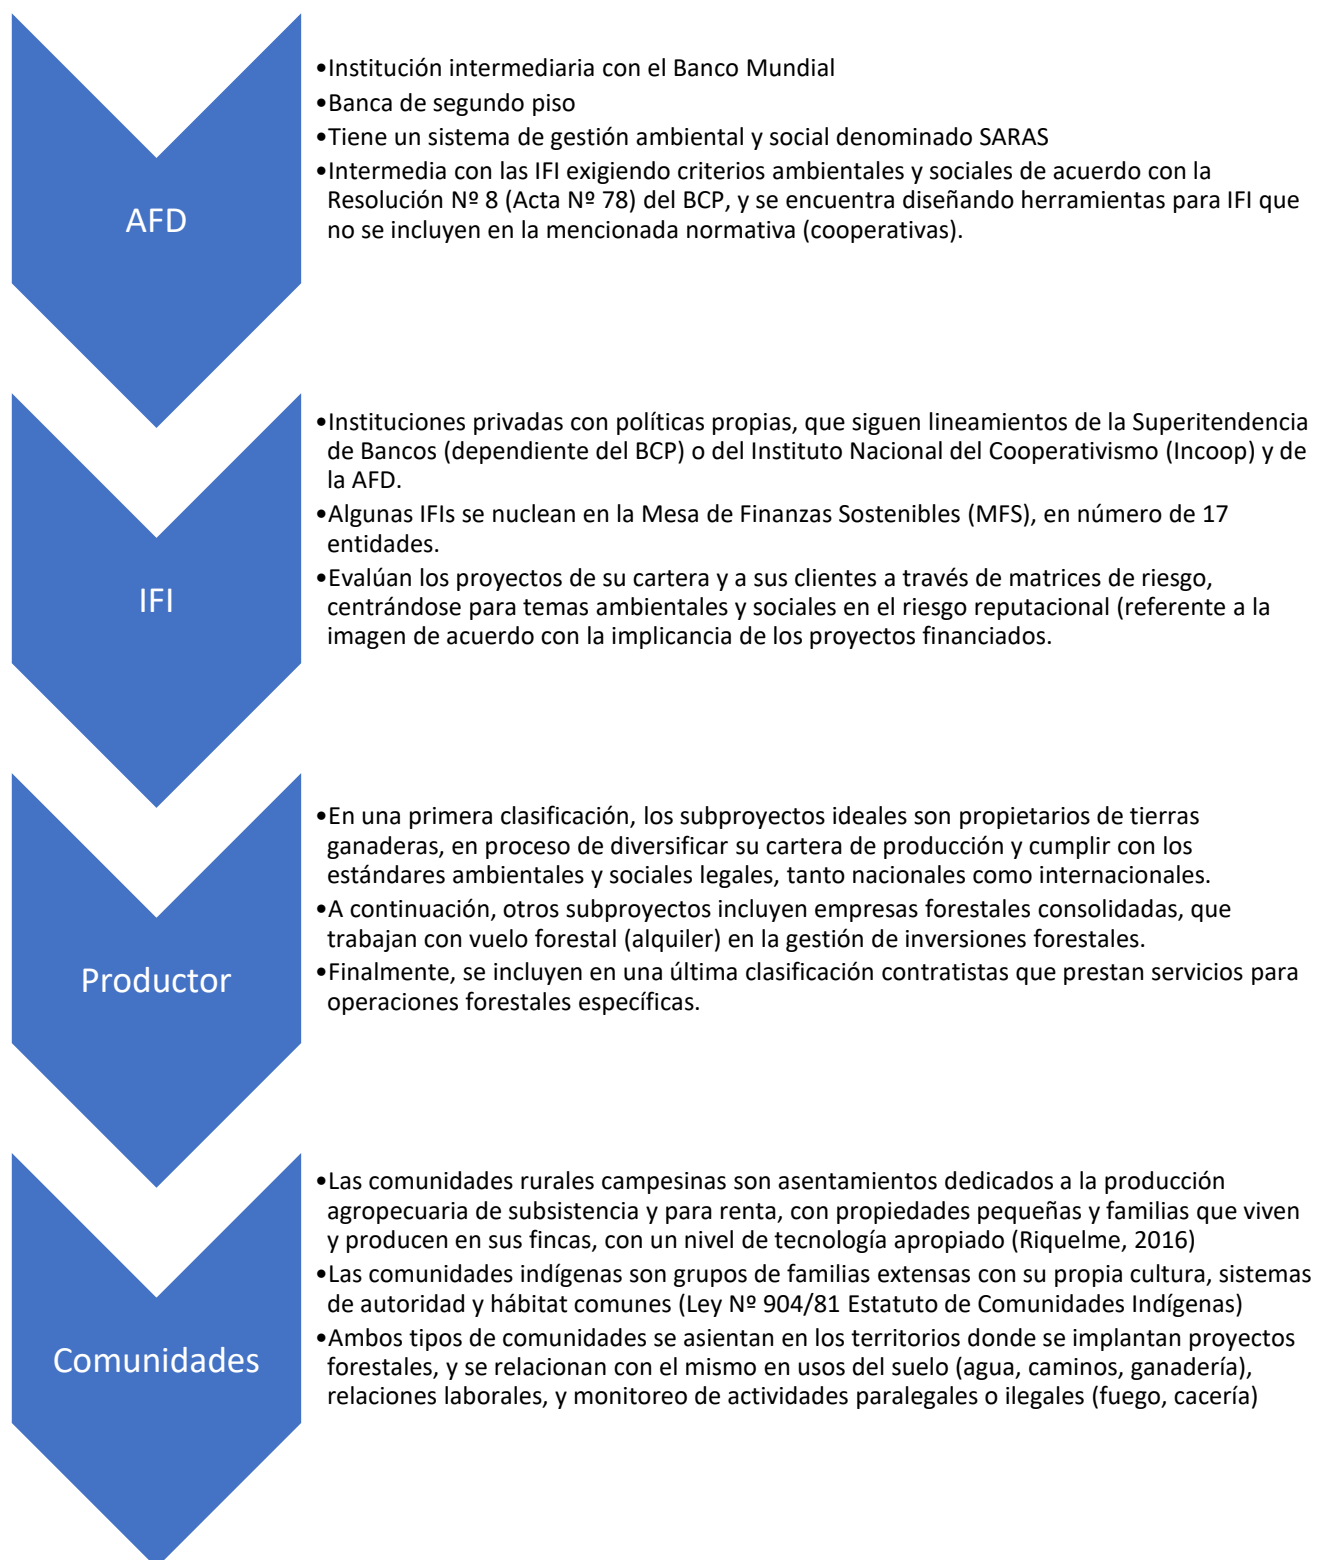 AFD
•Institución intermediaria con el Banco Mundial
•Banca de segundo piso
•Tiene un sistema de gestión ambiental y social denominado SARAS
•Intermedia con las IFI exigiendo criterios ambientales y sociales de acuerdo con la
Resolución Nº 8 (Acta Nº 78) del BCP, y se encuentra diseñando herramientas para IFI que
no se incluyen en la mencionada normativa (cooperativas).
IFI
•Instituciones privadas con políticas propias, que siguen lineamientos de la Superitendencia
de Bancos (dependiente del BCP) o del Instituto Nacional del Cooperativismo (Incoop) y de
la AFD.
•Algunas IFIs se nuclean en la Mesa de Finanzas Sostenibles (MFS), en número de 17
entidades.
•Evalúan los proyectos de su cartera y a sus clientes a través de matrices de riesgo,
centrándose para temas ambientales y sociales en el riesgo reputacional (referente a la
imagen de acuerdo con la implicancia de los proyectos financiados.
Productor
•En una primera clasificación, los subproyectos ideales son propietarios de tierras
ganaderas, en proceso de diversificar su cartera de producción y cumplir con los
estándares ambientales y sociales legales, tanto nacionales como internacionales.
•A continuación, otros subproyectos incluyen empresas forestales consolidadas, que
trabajan con vuelo forestal (alquiler) en la gestión de inversiones forestales.
•Finalmente, se incluyen en una última clasificación contratistas que prestan servicios para
operaciones forestales específicas.
Comunidades
•Las comunidades rurales campesinas son asentamientos dedicados a la producción
agropecuaria de subsistencia y para renta, con propiedades pequeñas y familias que viven
y producen en sus fincas, con un nivel de tecnología apropiado (Riquelme, 2016)
•Las comunidades indígenas son grupos de familias extensas con su propia cultura, sistemas
de autoridad y hábitat comunes (Ley Nº 904/81 Estatuto de Comunidades Indígenas)
•Ambos tipos de comunidades se asientan en los territorios donde se implantan proyectos
forestales, y se relacionan con el mismo en usos del suelo (agua, caminos, ganadería),
relaciones laborales, y monitoreo de actividades paralegales o ilegales (fuego, cacería)